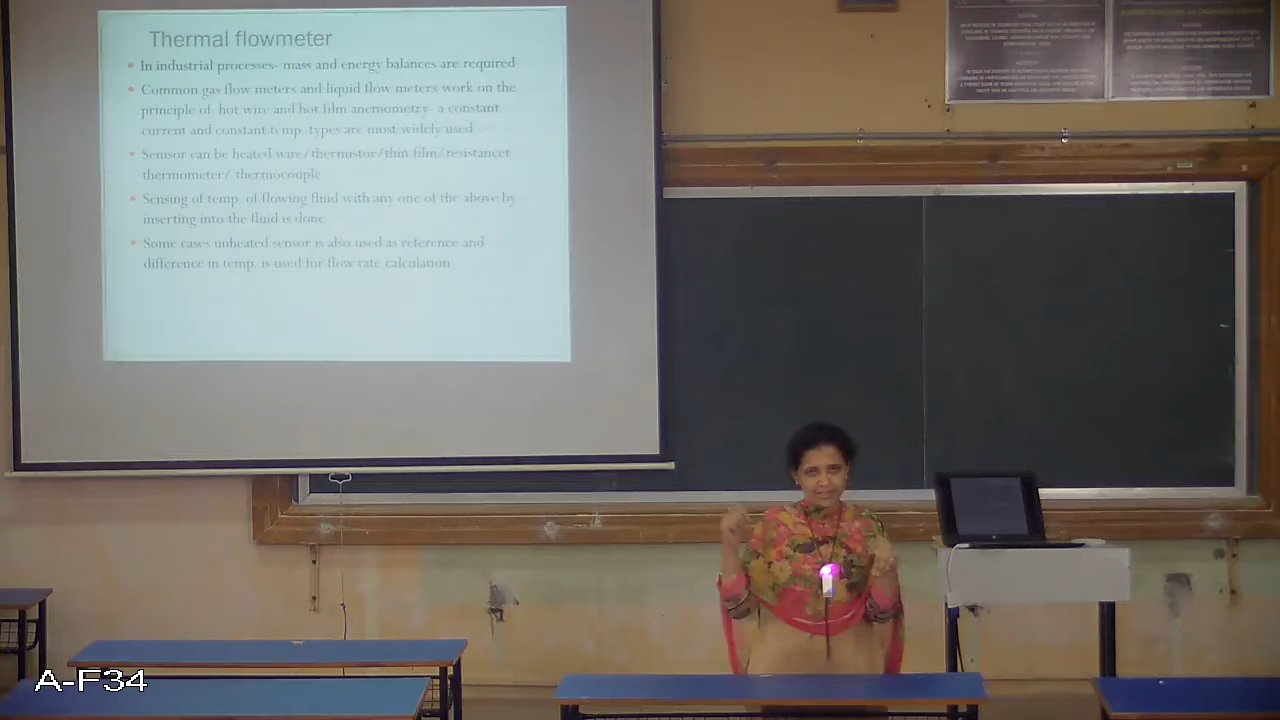 Thermal flowmeter
• In industrial processes- mass and energy balances are required
• Common gas flow meters and liquid flow meters work on the
principle of hot wire and hot film anemometry- a constant
current and constant temp. types are most widely used
• Sensor can be heated wire/thermistor/thin film/resistancet
thermometer/ thermocouple
• Sensing of temp. of flowing fluid with any one of the above by
inserting into the fluid is done
• Some cases unheated sensor is also used as reference and
difference in temp. is used for flow rate calculation.
A-F34